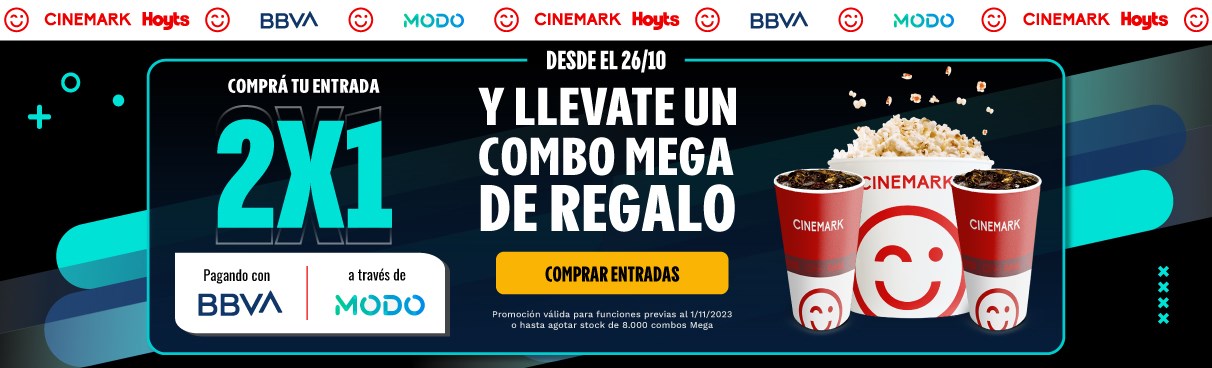 CINEMARK Hoyts BBVA MODO CINEMARK Hoyts BBVA MODO CINEMARK Hoyts
DESDE EL 26/10
COMPRÁ TU ENTRADA
2X1
Pagando con
BBVA
a través de
MODO
Y LLEVATE UN
COMBO MEGA
DE REGALO
COMPRAR ENTRADAS
Promoción válida para funciones previas al 1/11/2023
o hasta agotar stock de 8.000 combos Mega
CINEMARK
CINEMARK
CINEMARK